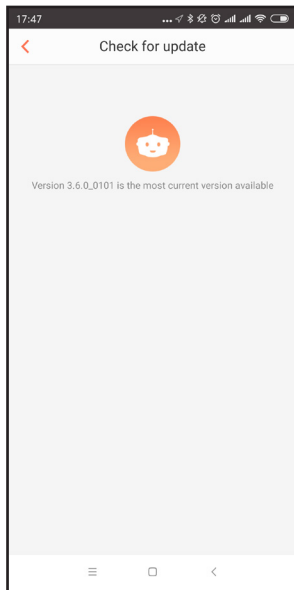 17:47
Check for update
Version 3.6.0_0101 is the most current version available